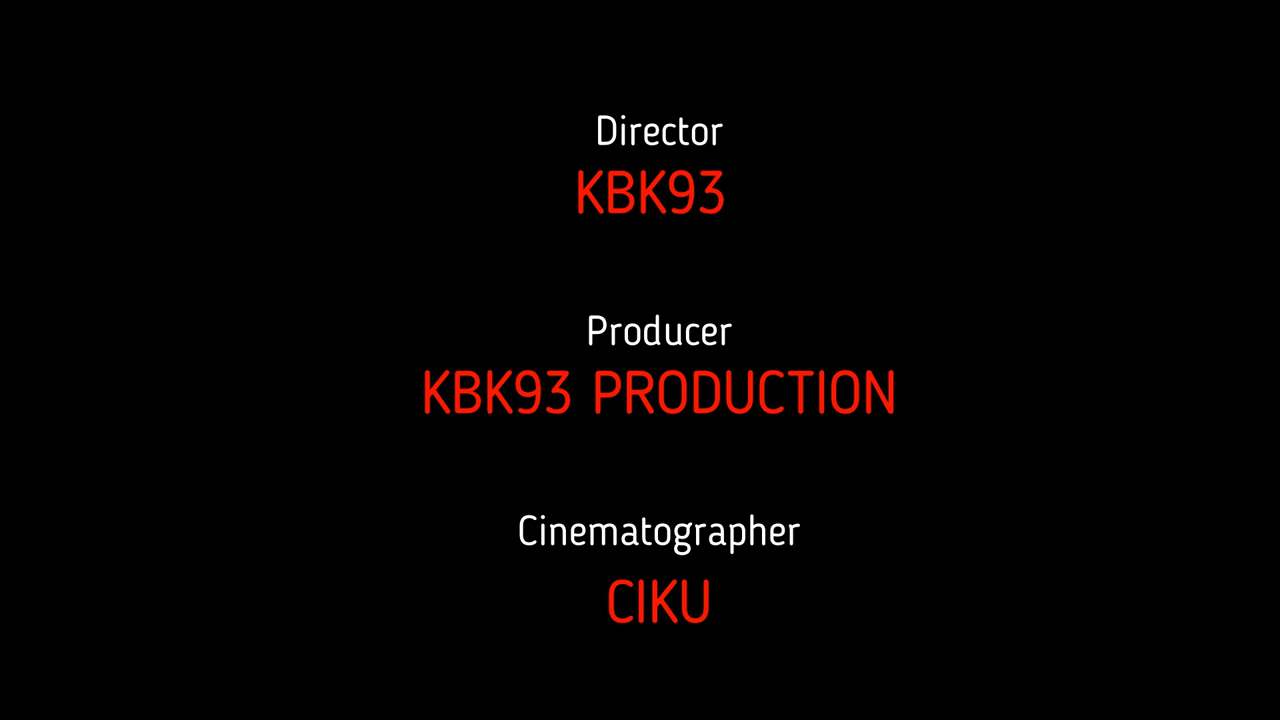 Director
KBK93
Producer
KBK93 PRODUCTION
Cinematographer
CIKU